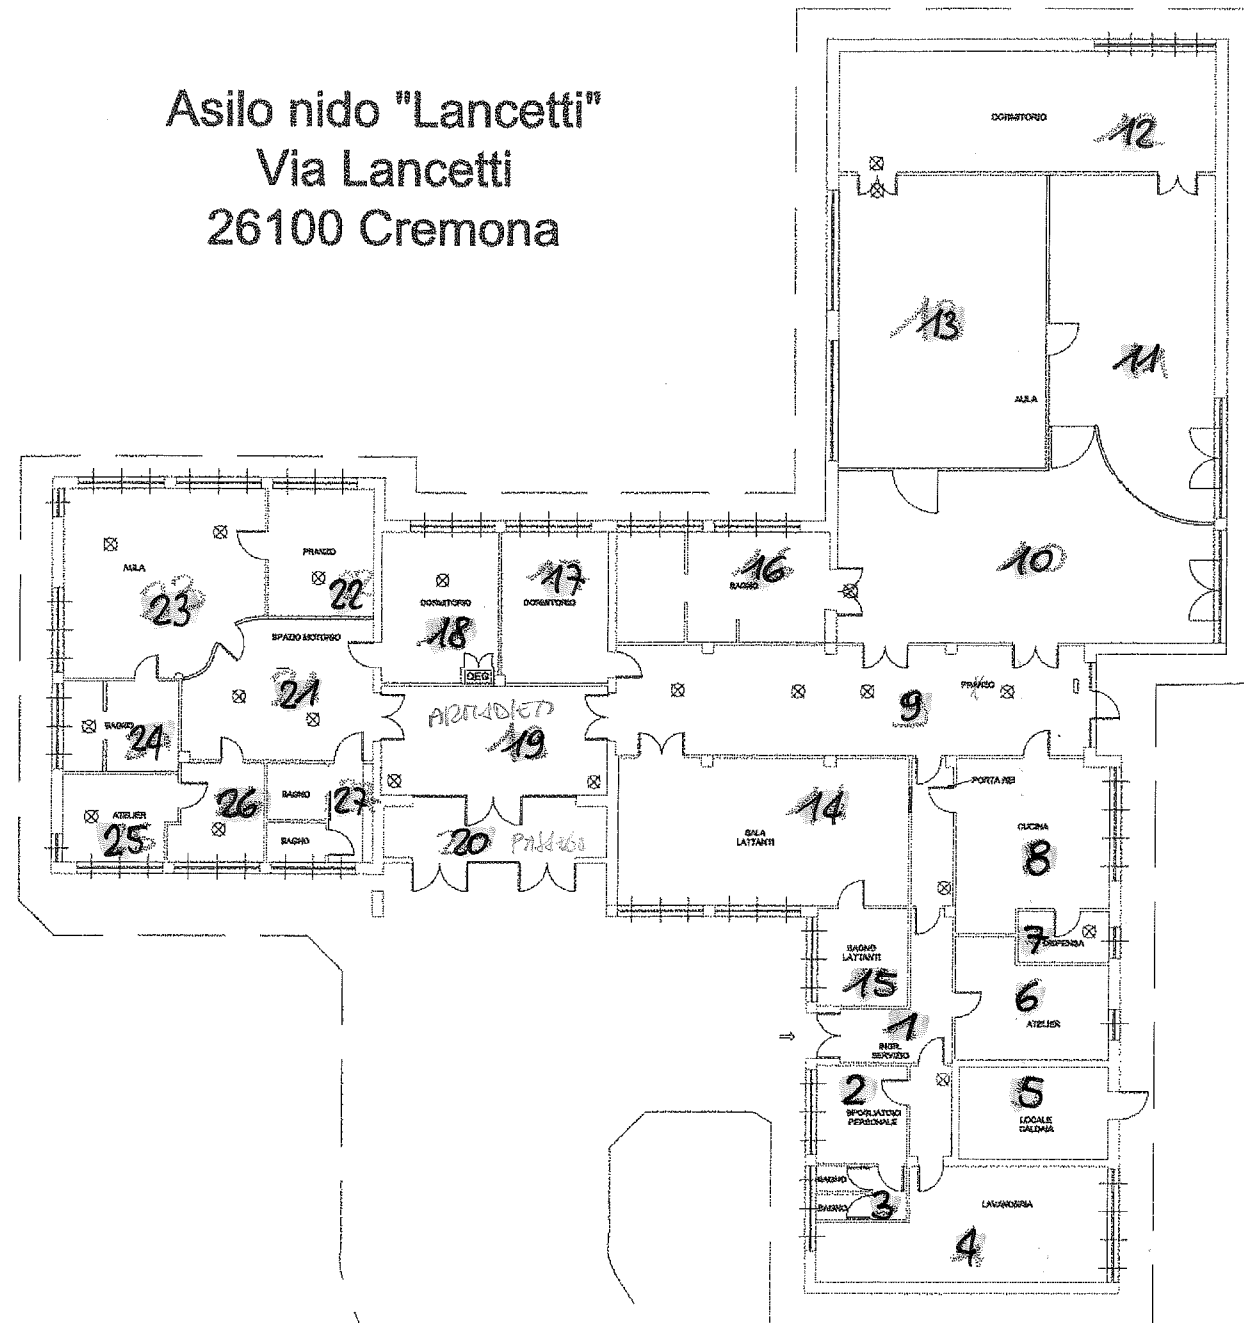 Asilo nido "Lancetti"
Via Lancetti
26100 Cremona
DORMITORIO
12
13
11
AULA
10
AULA
23
PRANZO
22
DORMITORIO
18
17
DORMITORIO
16
BAGNO
SPAZIO MOTORIO
21
QEG
ARMADIETTI
19
PRANZO
9
BAGNO
24
ATELIER
25
26
BAGNO
27
BAGNO
20
14
SALA
LATTANTI
PORTA REI
CUCINA
8
7
DISPENSA
BAGNO
LATTANTI
15
6
ATELIER
1
INGR.
SERVIZIO
2
SPOGLIATOIO
PERSONALE
5
LOCALE
CALDAIA
BAGNO
BAGNO
3
LAVANDERIA
4